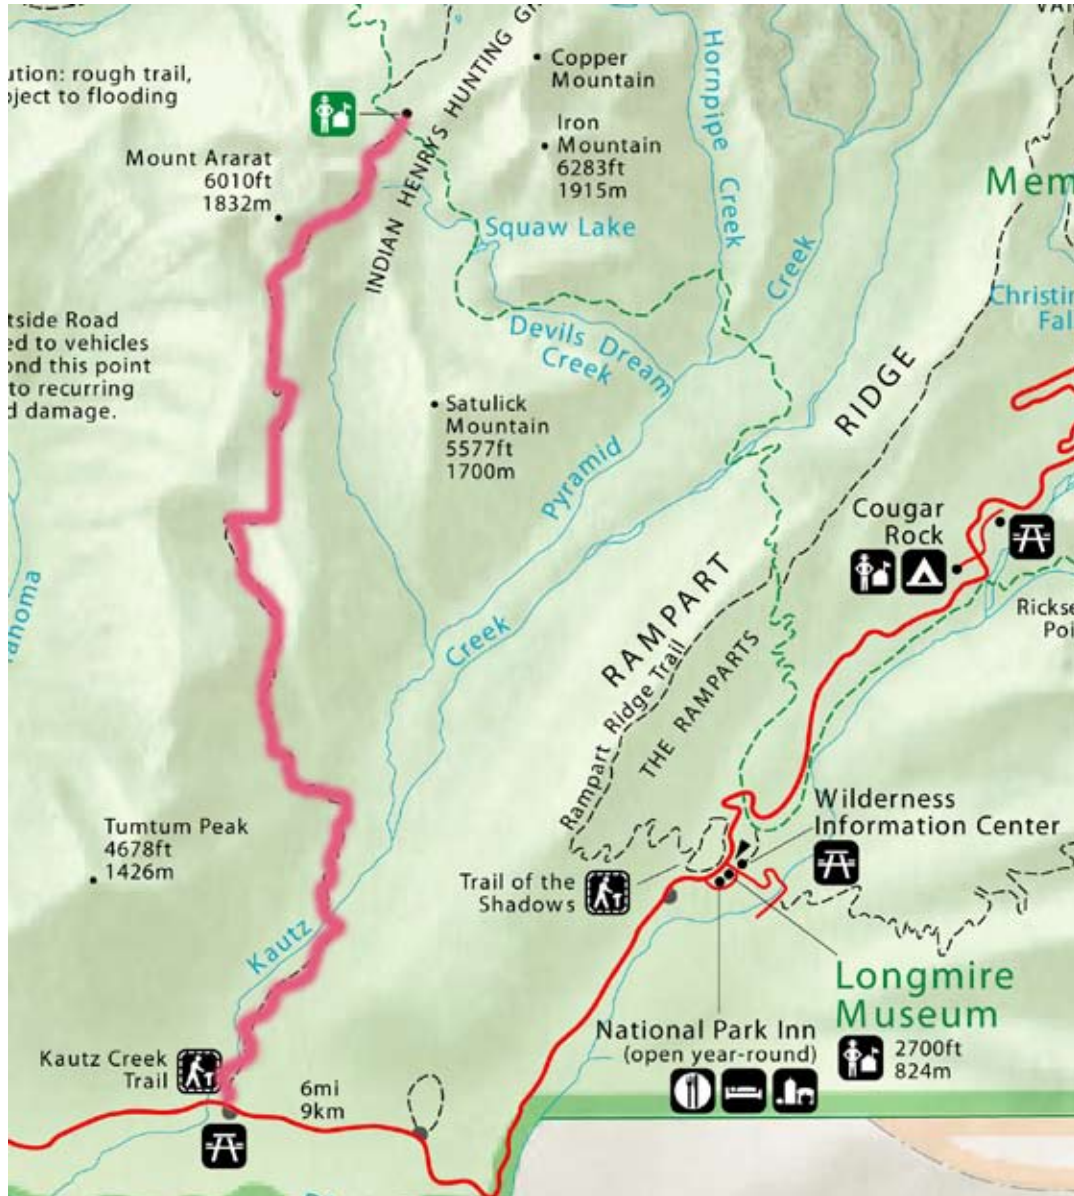 ution: rough trail,
ject to flooding
Copper
Mountain
Iron
Mountain
6283ft
1915m
Mount Ararat
6010ft
1832m
INDIAN HENRYS HUNTING
Hornpipe Creek
Squaw Lake
Creek
Mem
Christin
Fal
tside Road
ed to vehicles
ond this point
to recurring
d damage.
Devils Dream
Creek
Satulick
Mountain
5577ft
1700m
Pyramid
Creek
RAMPART RIDGE
Cougar
Rock
Rickse
Poi
ahoma
Rampart Ridge Trail
THE RAMPARTS
Wilderness
Information Center
Tumtum Peak
4678ft
1426m
Trail of the
Shadows
Kautz
Longmire
Museum
2700ft
824m
National Park Inn
(open year-round)
Kautz Creek
Trail
6mi
9km